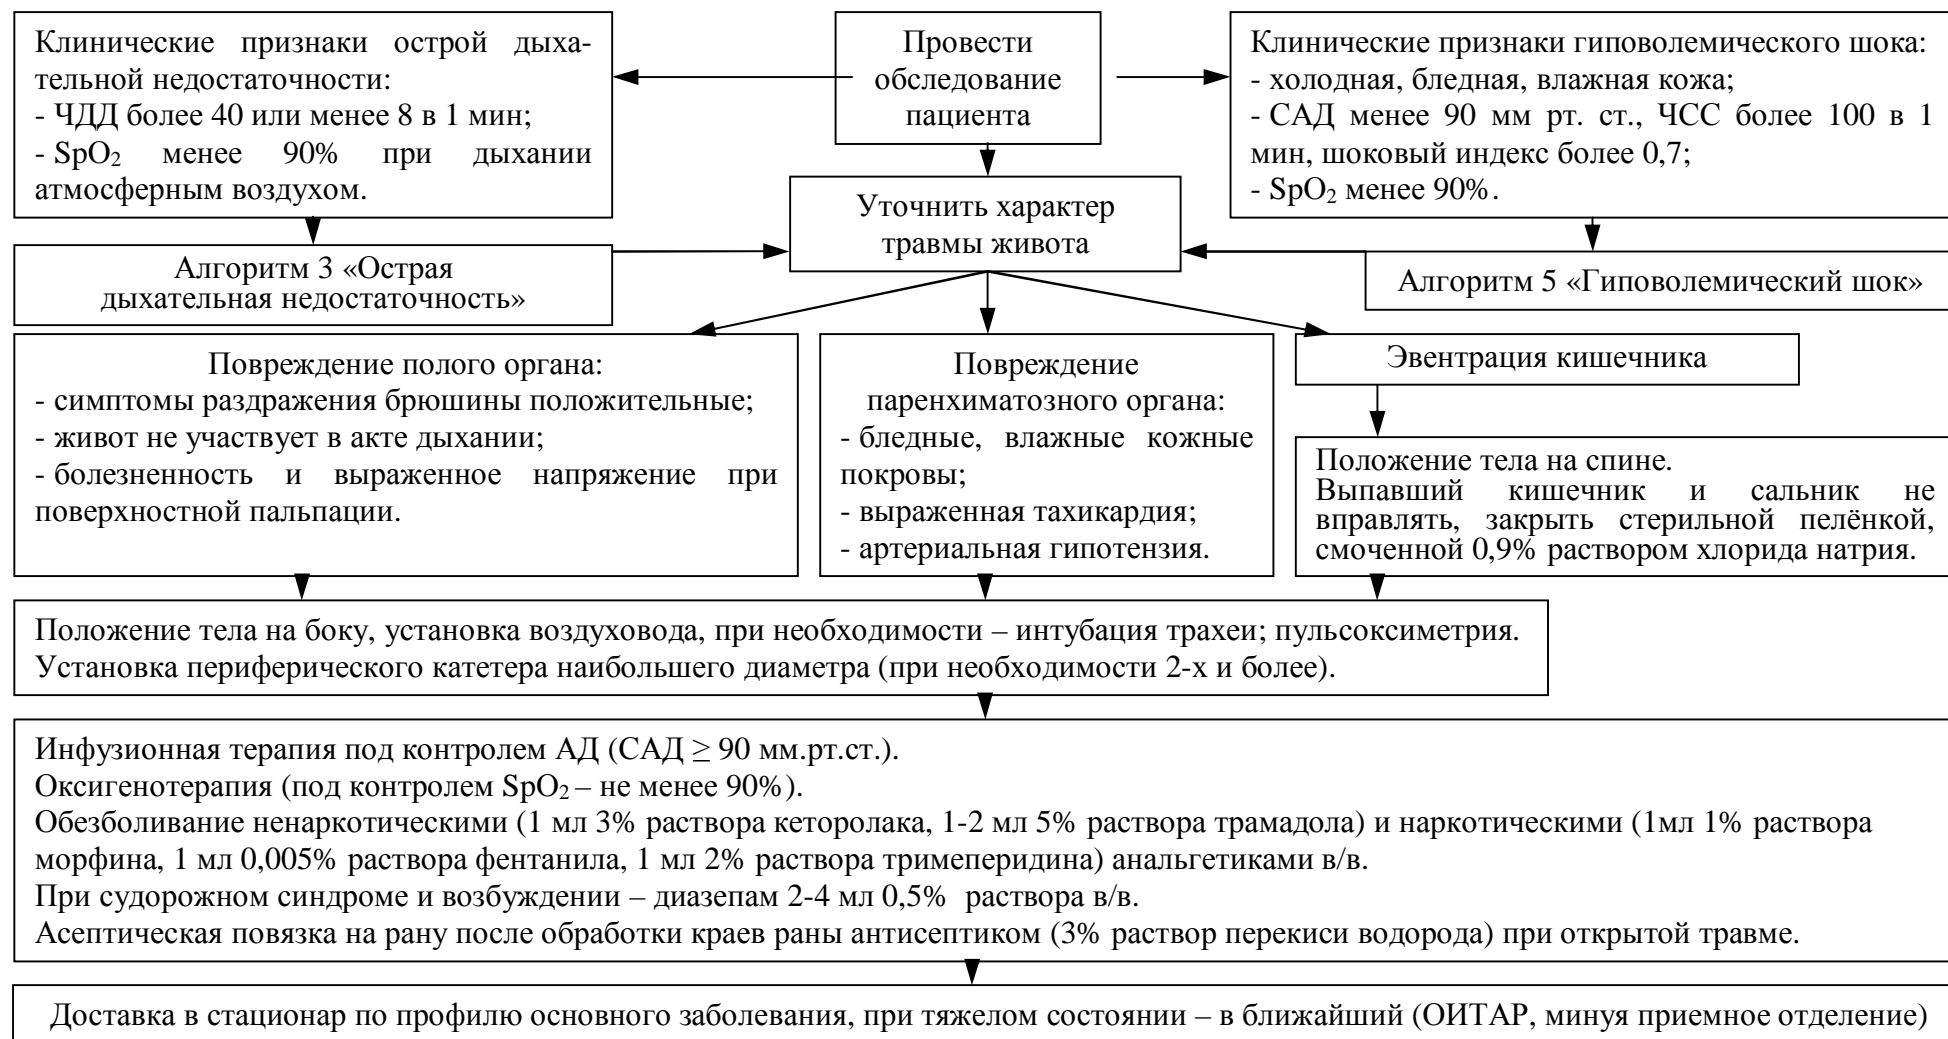 Клинические признаки острой дыха-
тельной недостаточности:
- ЧДД более 40 или менее 8 в 1 мин;
- SpO₂ менее 90% при дыхании
атмосферным воздухом.
Провести
обследование
пациента
Клинические признаки гиповолемического шока:
- холодная, бледная, влажная кожа;
- САД менее 90 мм рт. ст., ЧСС более 100 в 1
мин, шоковый индекс более 0,7;
- SpO₂ менее 90%.
Уточнить характер
травмы живота
Алгоритм 3 «Острая
дыхательная недостаточность»
Алгоритм 5 «Гиповолемический шок»
Повреждение полого органа:
- симптомы раздражения брюшины положительные;
- живот не участвует в акте дыхании;
- болезненность и выраженное напряжение при
поверхностной пальпации.
Повреждение
паренхиматозного органа:
- бледные, влажные кожные
покровы;
- выраженная тахикардия;
- артериальная гипотензия.
Эвентрация кишечника
Положение тела на спине.
Выпавший кишечник и сальник не
вправлять, закрыть стерильной пелёнкой,
смоченной 0,9% раствором хлорида натрия.
Положение тела на боку, установка воздуховода, при необходимости – интубация трахеи; пульсоксиметрия.
Установка периферического катетера наибольшего диаметра (при необходимости 2-х и более).
Инфузионная терапия под контролем АД (САД ≥ 90 мм.рт.ст.).
Оксигенотерапия (под контролем SpO₂ – не менее 90%).
Обезболивание ненаркотическими (1 мл 3% раствора кеторолака, 1-2 мл 5% раствора трамадола) и наркотическими (1мл 1% раствора
морфина, 1 мл 0,005% раствора фентанила, 1 мл 2% раствора тримеперидина) анальгетиками в/в.
При судорожном синдроме и возбуждении – диазепам 2-4 мл 0,5% раствора в/в.
Асептическая повязка на рану после обработки краев раны антисептиком (3% раствор перекиси водорода) при открытой травме.
Доставка в стационар по профилю основного заболевания, при тяжелом состоянии – в ближайший (ОИТАР, минуя приемное отделение)